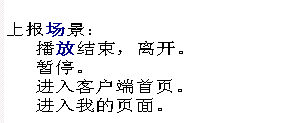 上报场景：
播放结束，离开。
暂停。
进入客户端首页。
进入我的页面。